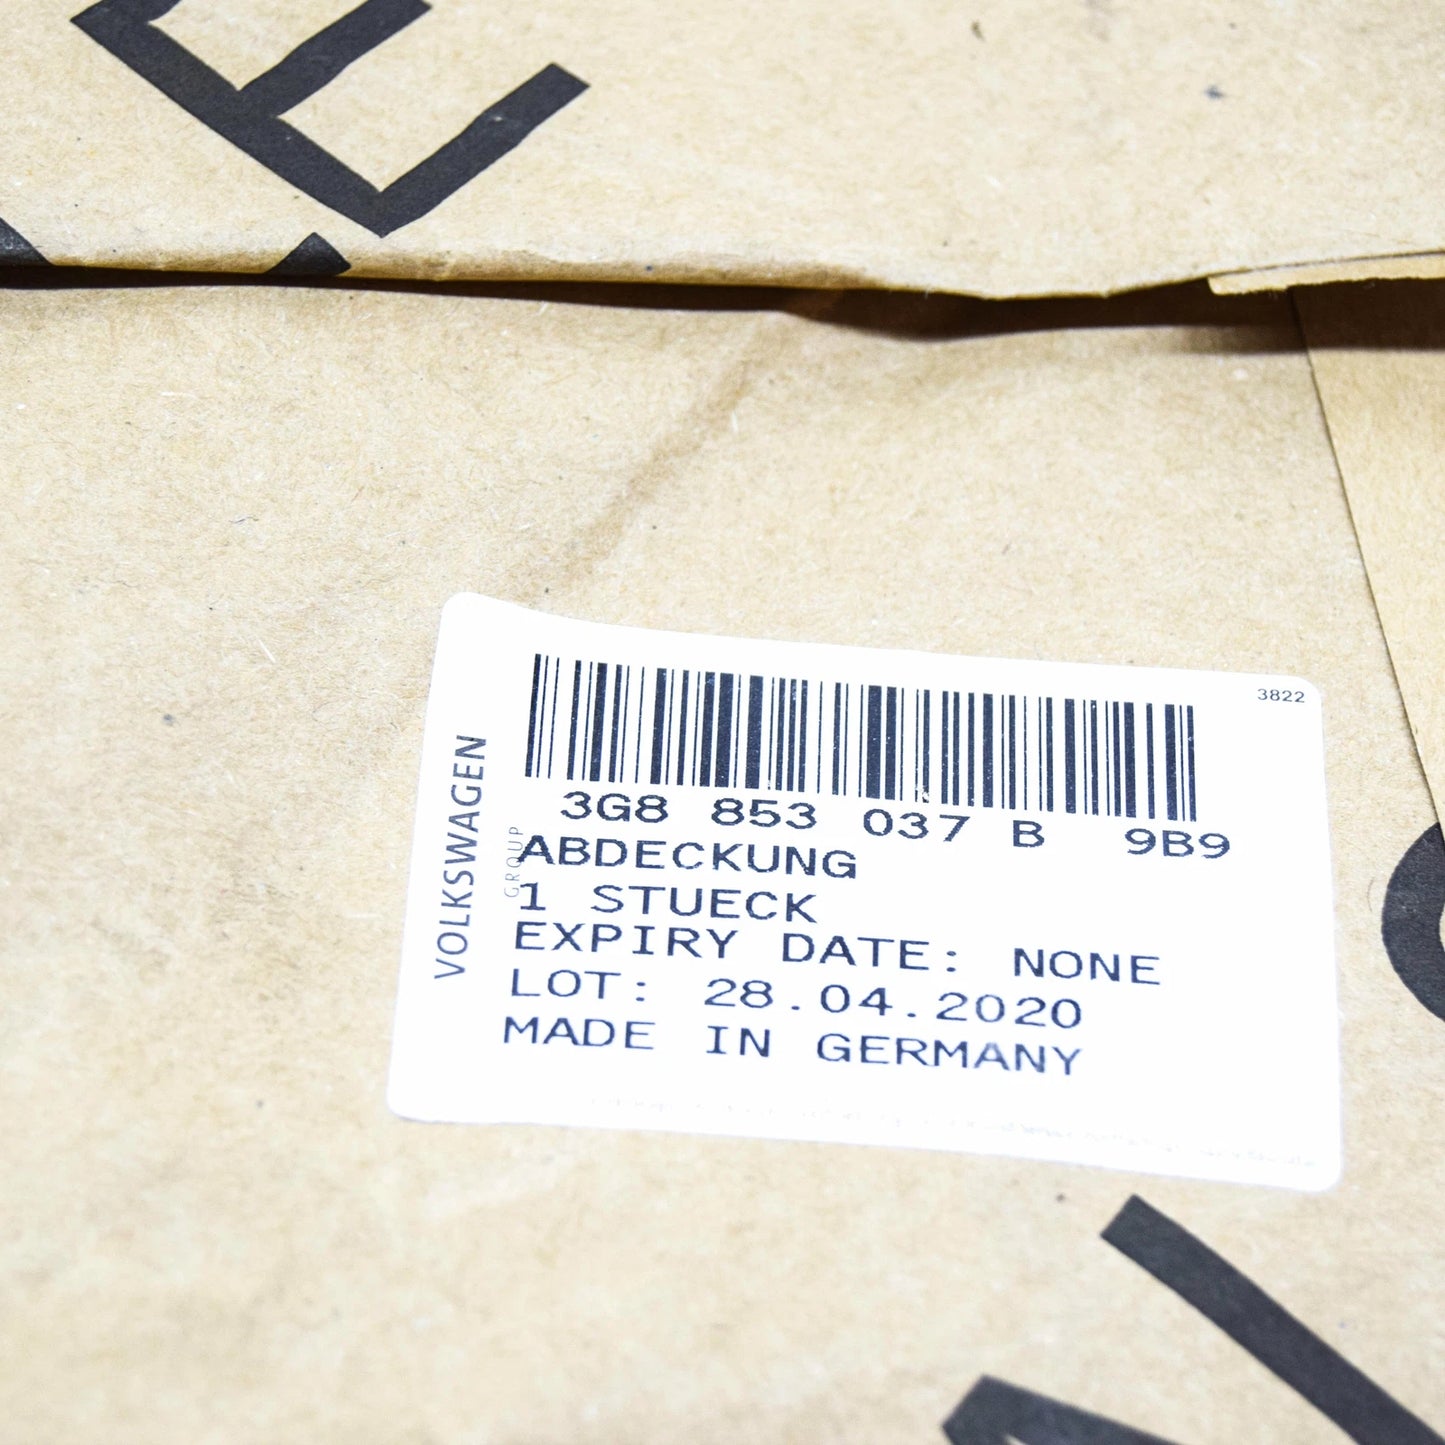 E
3822
3G8 853 037 B 9B9
ABDECKUNG
1 STUECK
EXPIRY DATE: NONE
LOT: 28.04.2020
MADE IN GERMANY
VOLKSWAGEN
GROUP